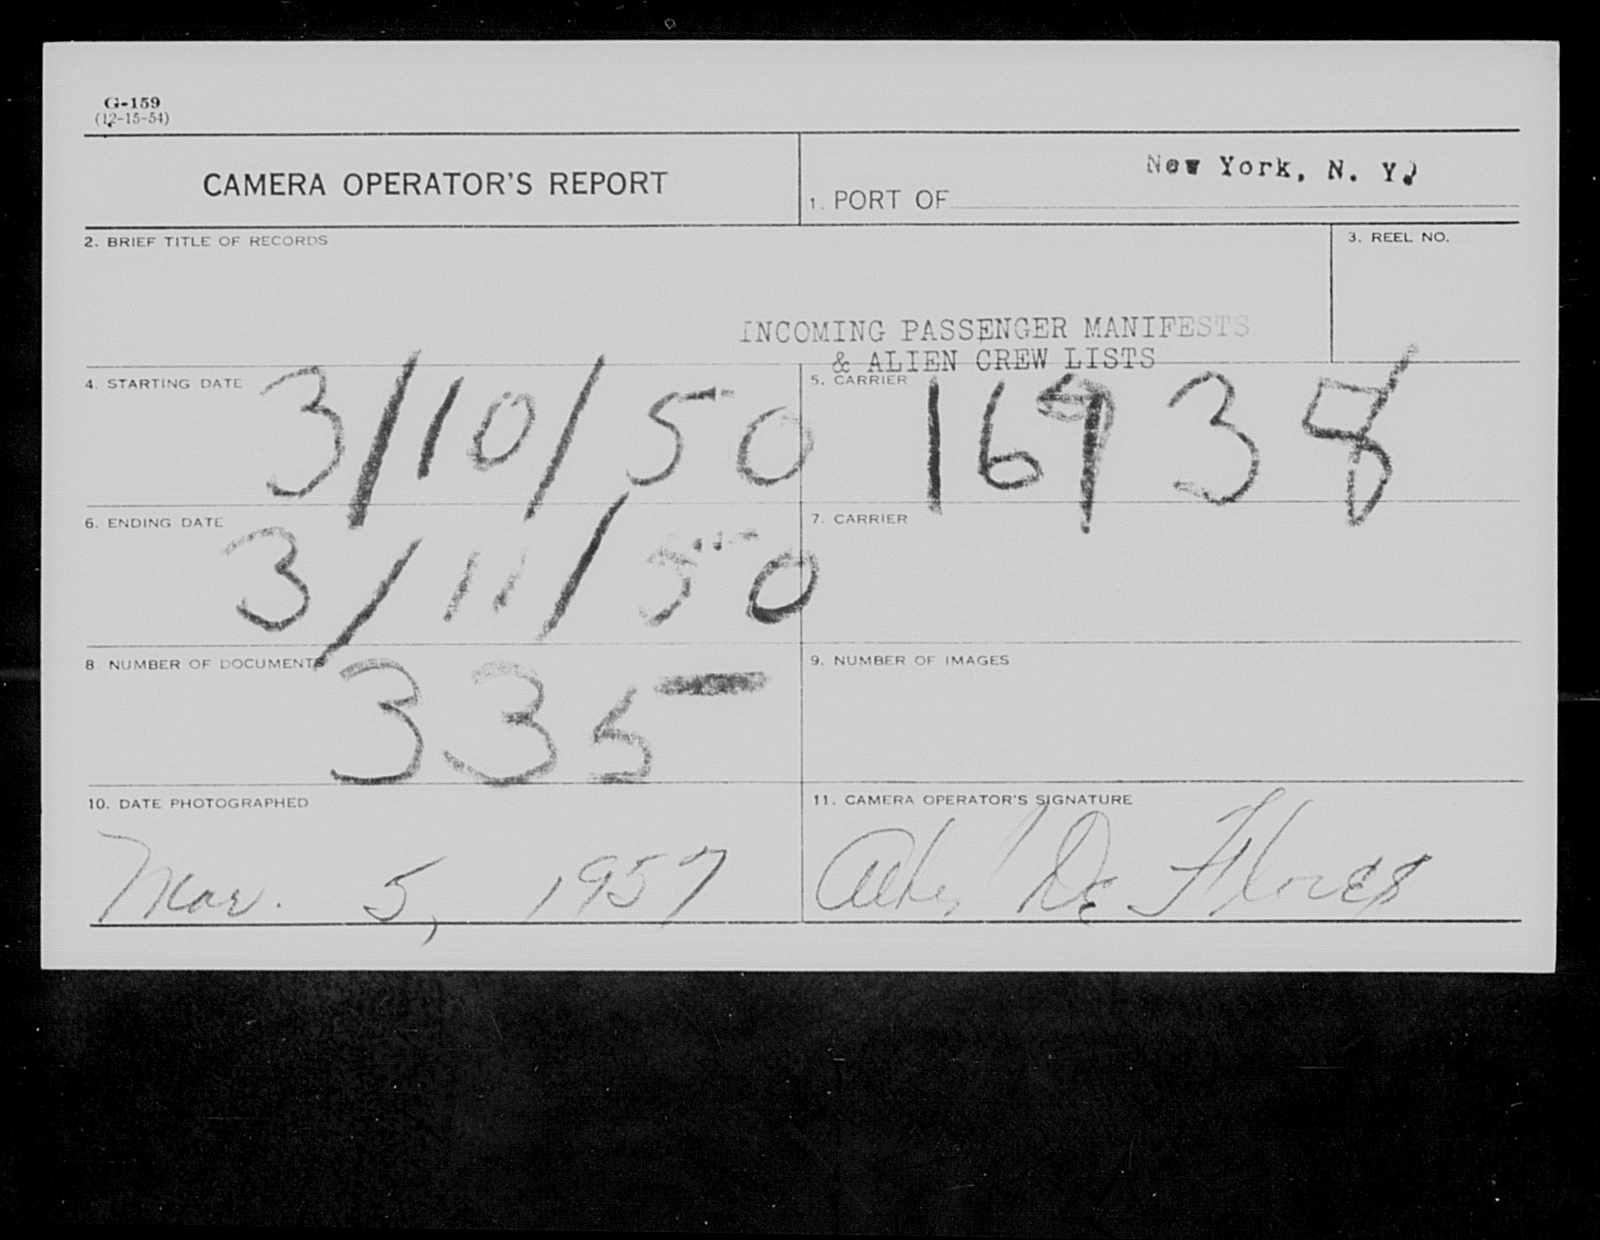 G-159
(12-15-54)
CAMERA OPERATOR'S REPORT
1. PORT OF New York, N. Y.
2. BRIEF TITLE OF RECORDS
3. REEL NO.
INCOMING PASSENGER MANIFESTS
& ALIEN CREW LISTS
4. STARTING DATE 3/10/50
5. CARRIER 16938
6. ENDING DATE 3/11/50
7. CARRIER
8 NUMBER OF DOCUMENTS 335
9. NUMBER OF IMAGES
10. DATE PHOTOGRAPHED
11. CAMERA OPERATOR'S SIGNATURE
Mar. 5, 1957
De Flores